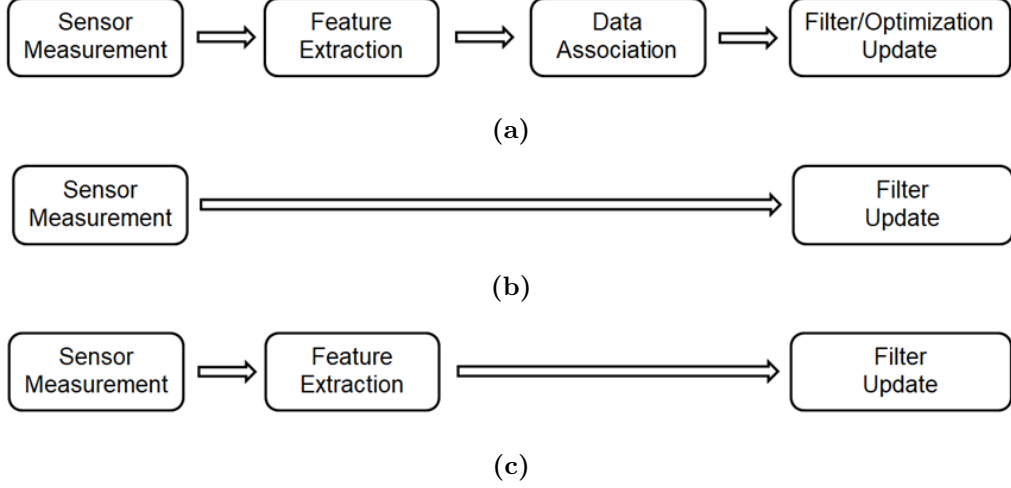 Sensor
Measurement
Feature
Extraction
Data
Association
Filter/Optimization
Update
(a)
Sensor
Measurement
Filter
Update
(b)
Sensor
Measurement
Feature
Extraction
Filter
Update
(c)